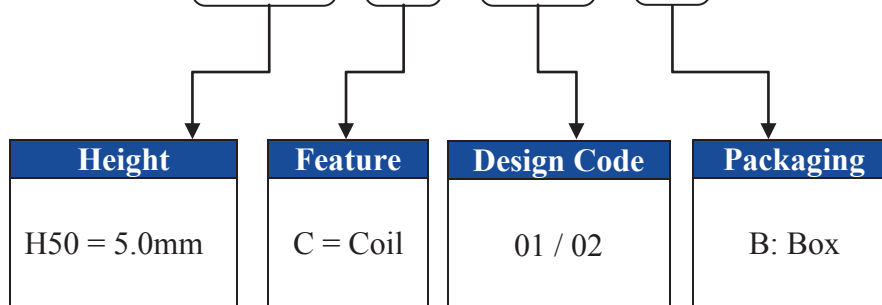 Height
Feature
Design Code
Packaging
H50 = 5.0mm
C = Coil
01 / 02
B: Box